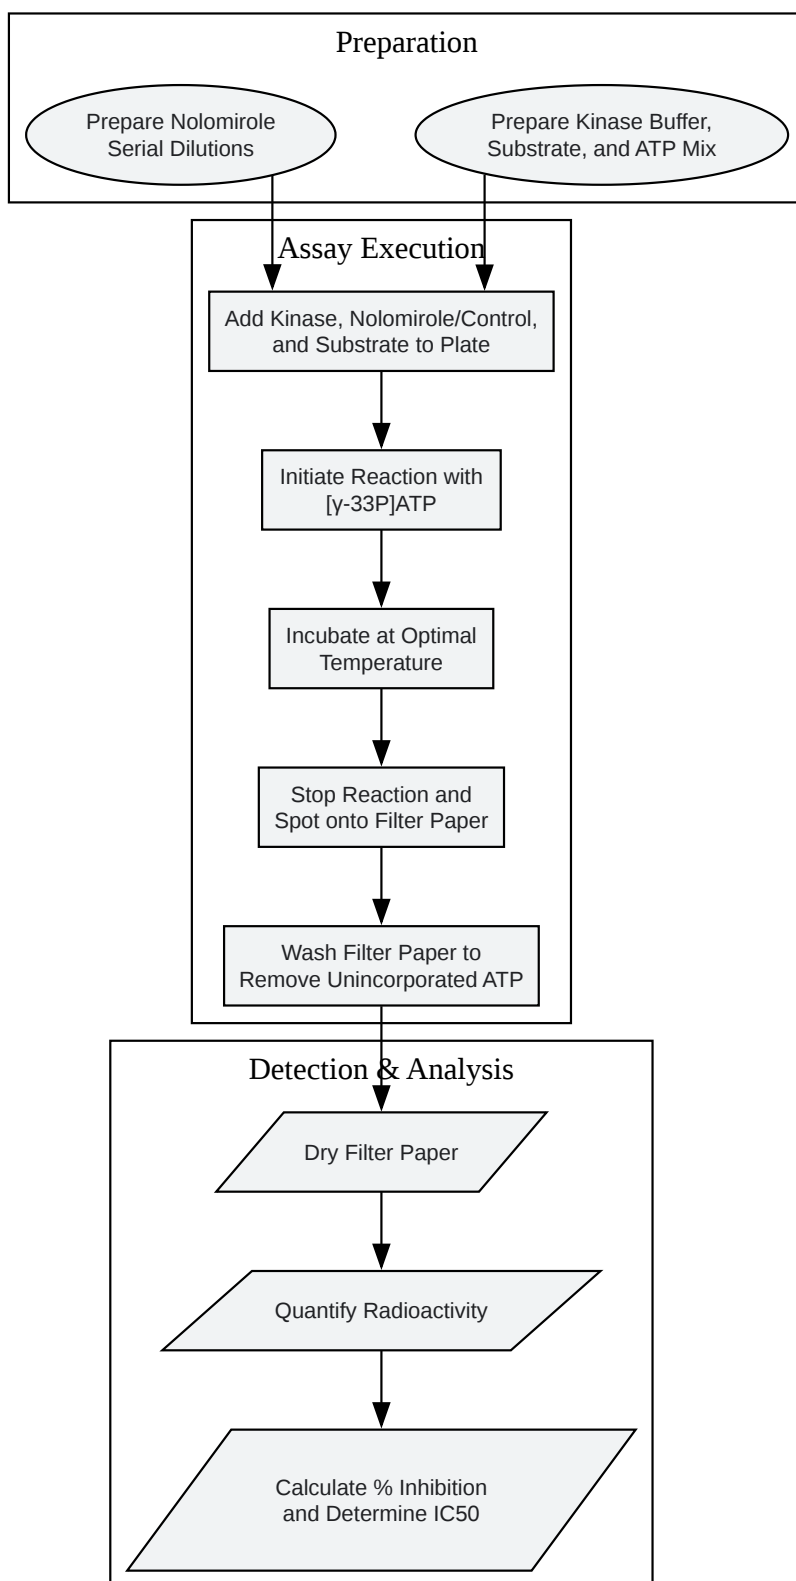 Preparation
Prepare Nolomirole
Serial Dilutions
Prepare Kinase Buffer,
Substrate, and ATP Mix
Assay Execution
Add Kinase, Nolomirole/Control,
and Substrate to Plate
Initiate Reaction with
[γ-33P]ATP
Incubate at Optimal
Temperature
Stop Reaction and
Spot onto Filter Paper
Wash Filter Paper to
Remove Unincorporated ATP
Detection & Analysis
Dry Filter Paper
Quantify Radioactivity
Calculate % Inhibition
and Determine IC50